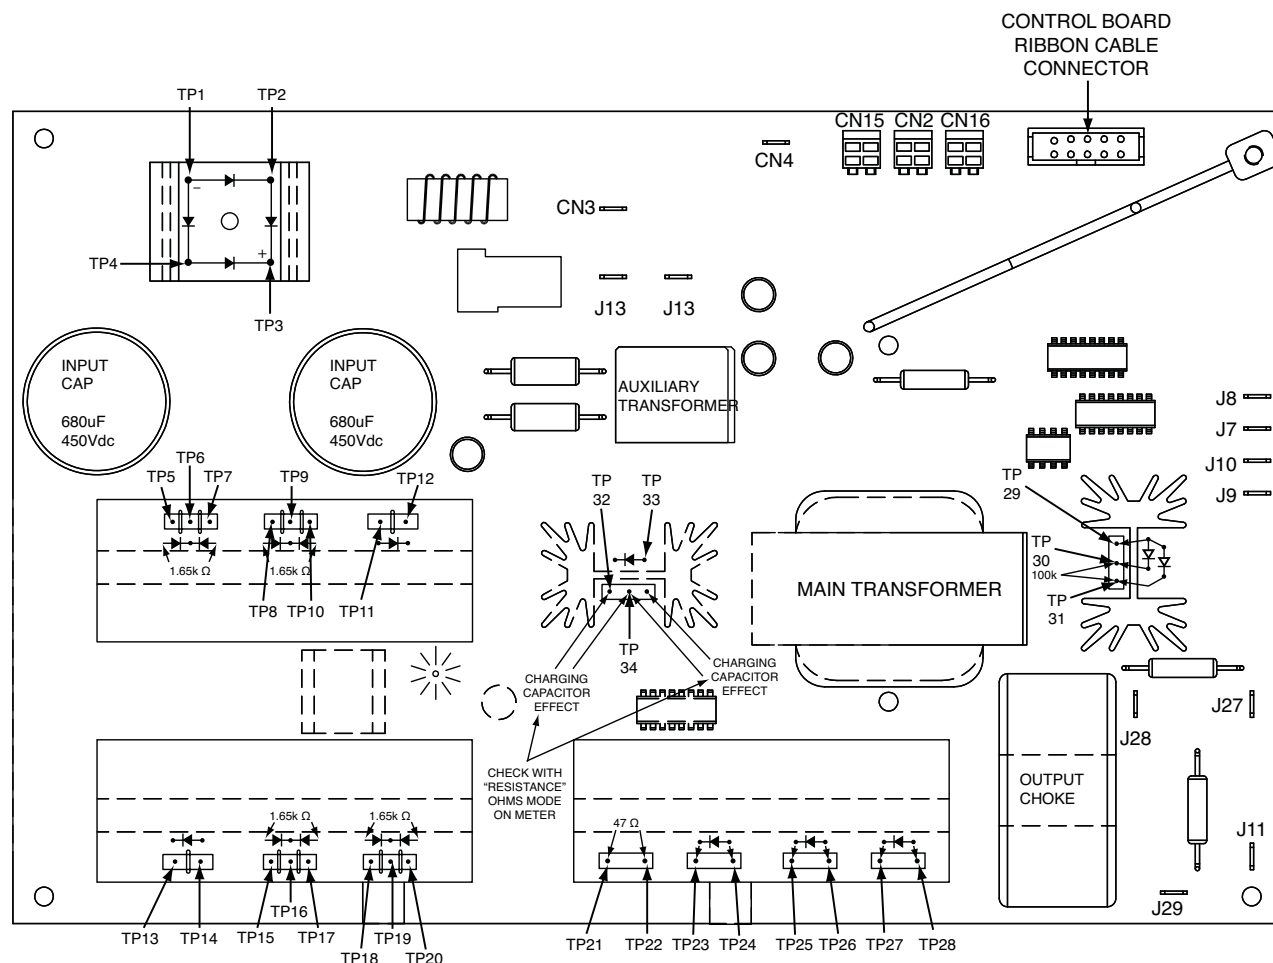 CONTROL BOARD
RIBBON CABLE
CONNECTOR
TP1
TP2
CN15 CN2 CN16
CN4
−
CN3
+
TP4
J13
J13
TP3
INPUT
CAP
680uF
450Vdc
INPUT
CAP
680uF
450Vdc
AUXILIARY
TRANSFORMER
J8
J7
J10
J9
TP5
TP6
TP7
TP9
TP12
TP
32
TP
33
TP
29
1.65k Ω
1.65k Ω
TP
30
100k
TP
31
MAIN TRANSFORMER
TP8
TP10
TP11
TP
34
CHARGING
CAPACITOR
EFFECT
CHARGING
CAPACITOR
EFFECT
J27
J28
CHECK WITH
“RESISTANCE”
OHMS MODE
ON METER
OUTPUT
CHOKE
1.65k Ω
1.65k Ω
47 Ω
J11
TP16
J29
TP13
TP14
TP15
TP17
TP18
TP19
TP20
TP21
TP22
TP23
TP24
TP25
TP26
TP27
TP28